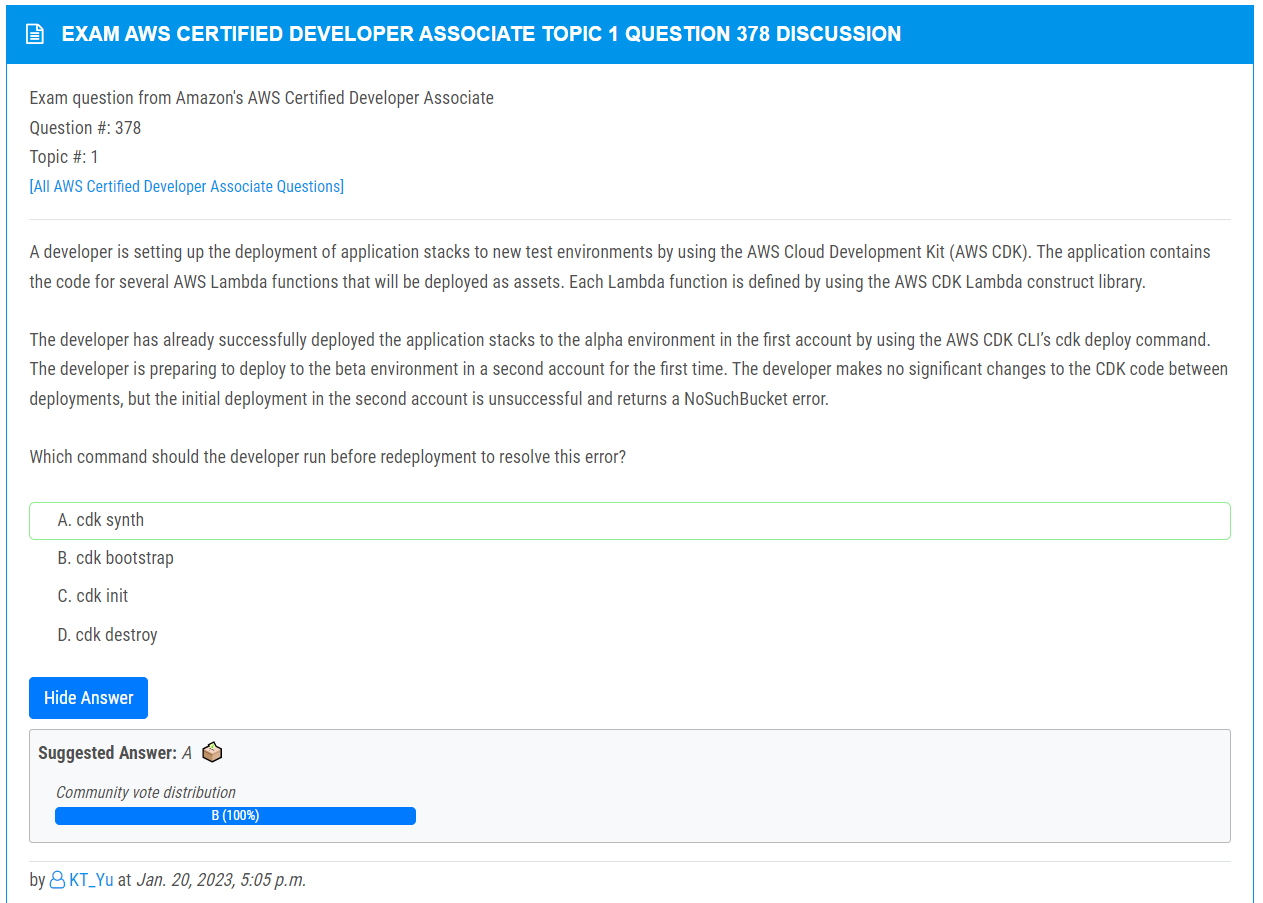 EXAM AWS CERTIFIED DEVELOPER ASSOCIATE TOPIC 1 QUESTION 378 DISCUSSION
Exam question from Amazon's AWS Certified Developer Associate
Question #: 378
Topic #: 1
[All AWS Certified Developer Associate Questions]
A developer is setting up the deployment of application stacks to new test environments by using the AWS Cloud Development Kit (AWS CDK). The application contains
the code for several AWS Lambda functions that will be deployed as assets. Each Lambda function is defined by using the AWS CDK Lambda construct library.
The developer has already successfully deployed the application stacks to the alpha environment in the first account by using the AWS CDK CLI’s cdk deploy command.
The developer is preparing to deploy to the beta environment in a second account for the first time. The developer makes no significant changes to the CDK code between
deployments, but the initial deployment in the second account is unsuccessful and returns a NoSuchBucket error.
Which command should the developer run before redeployment to resolve this error?
A. cdk synth
B. cdk bootstrap
C. cdk init
D. cdk destroy
Hide Answer
Suggested Answer: A
Community vote distribution
B (100%)
by KT_Yu at Jan. 20, 2023, 5:05 p.m.